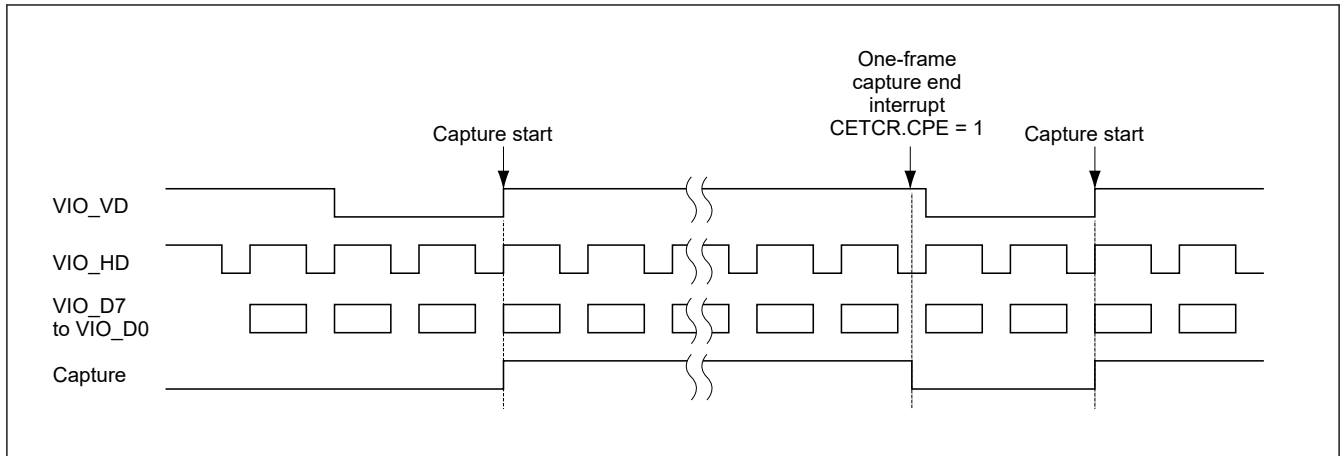 One-frame
capture end
interrupt
CETCR.CPE = 1
Capture start
Capture start
VIO_VD
VIO_HD
VIO_D7
to VIO_D0
Capture